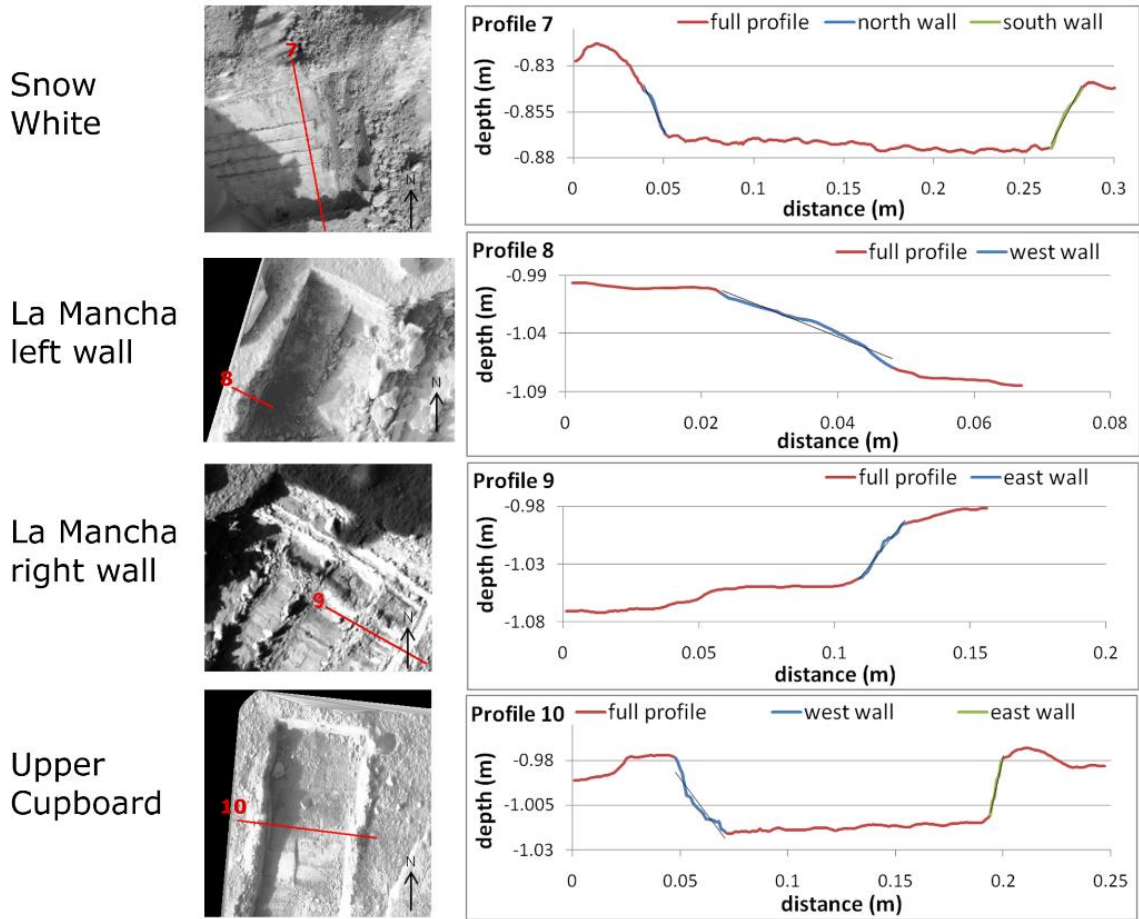 Snow
White
7
N
Profile 7
full profile
north wall
south wall
depth (m)
-0.83
-0.855
-0.88
0
0.05
0.1
0.15
0.2
0.25
0.3
distance (m)
La Mancha
left wall
8
N
Profile 8
full profile
west wall
depth (m)
-0.99
-1.04
-1.09
0
0.02
0.04
0.06
0.08
distance (m)
La Mancha
right wall
9
N
Profile 9
full profile
east wall
depth (m)
-0.98
-1.03
-1.08
0
0.05
0.1
0.15
0.2
distance (m)
Upper
Cupboard
10
N
Profile 10
full profile
west wall
east wall
depth (m)
-0.98
-1.005
-1.03
0
0.05
0.1
0.15
0.2
0.25
distance (m)